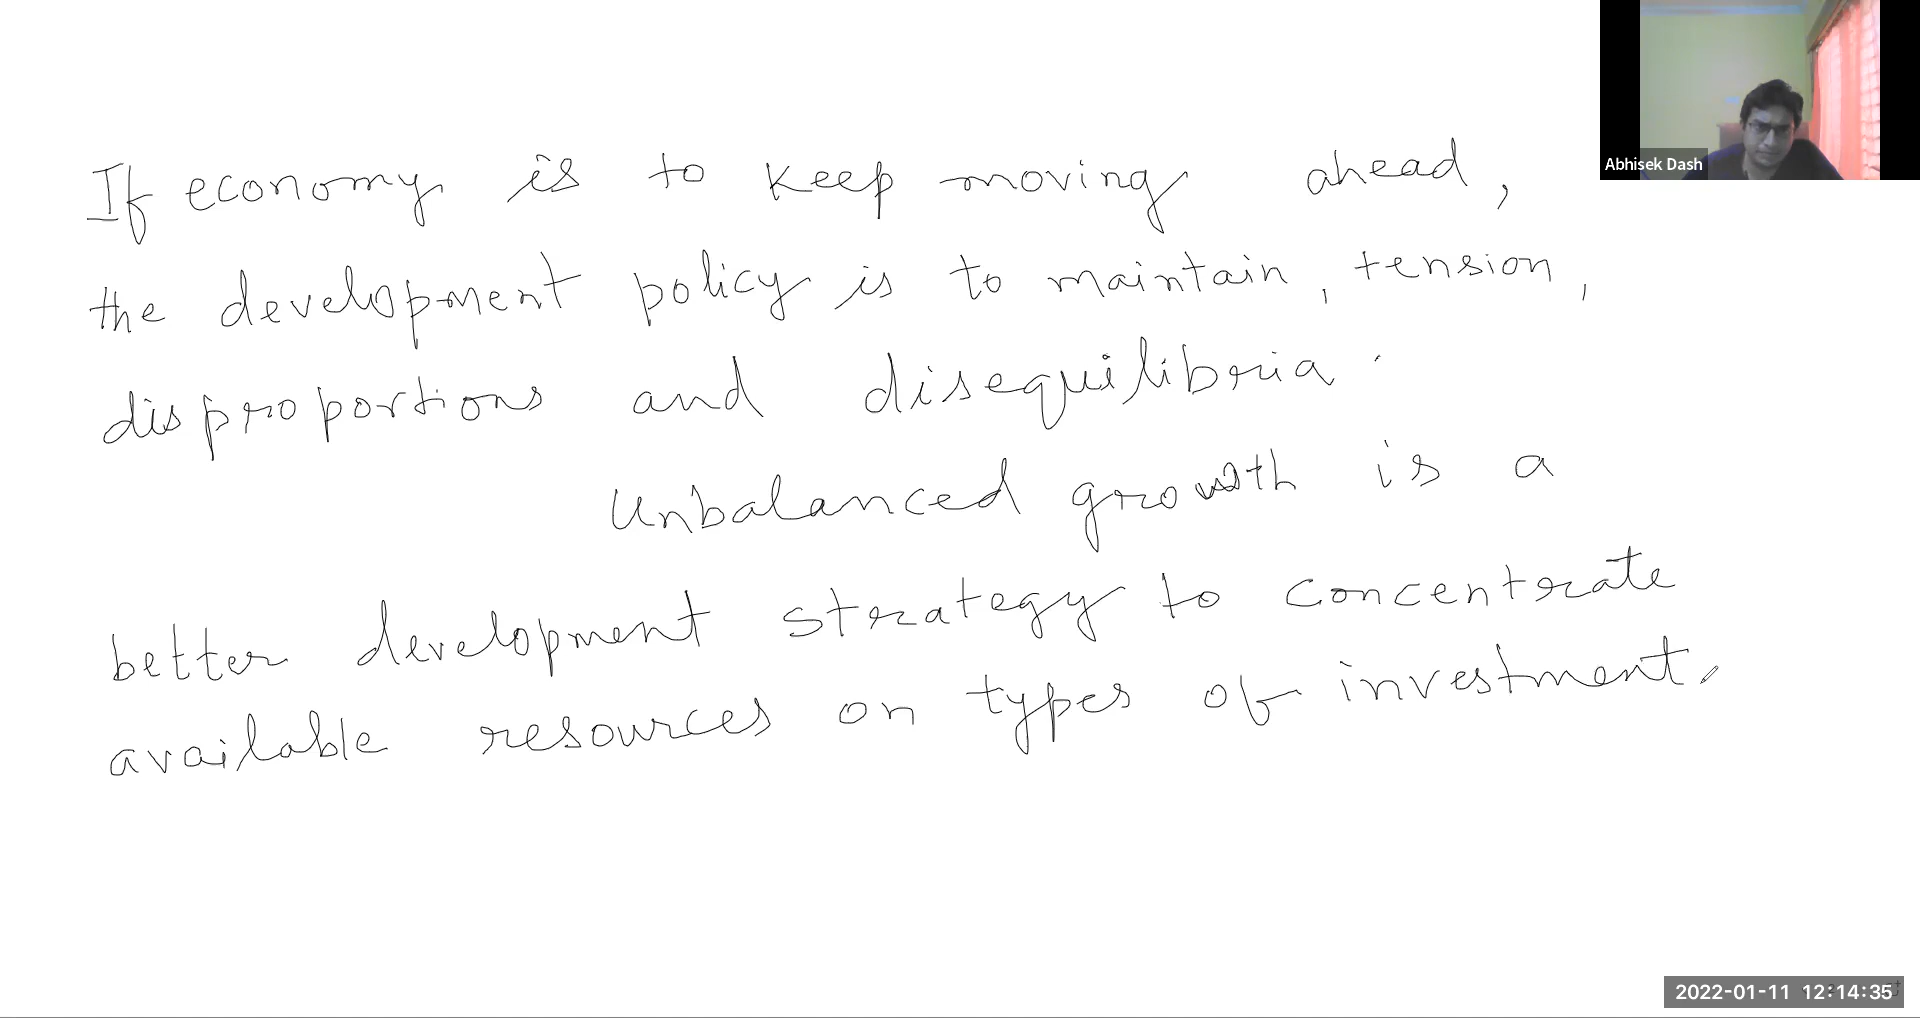 If economy is to keep moving ahead,
the development policy is to maintain, tension,
disproportions and disequilibria.
Unbalanced growth is a
better development strategy to concentrate
available resources on types of investment.
Abhisek Dash
2022-01-11 12:14:35